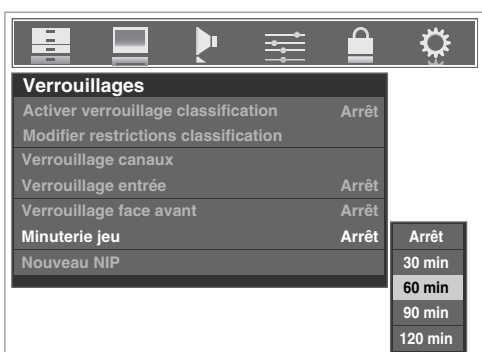 Verrouillages
Activer verrouillage classification Arrêt
Modifier restrictions classification
Verrouillage canaux
Verrouillage entrée Arrêt
Verrouillage face avant Arrêt
Minuterie jeu Arrêt
Nouveau NIP
Arrêt
30 min
60 min
90 min
120 min